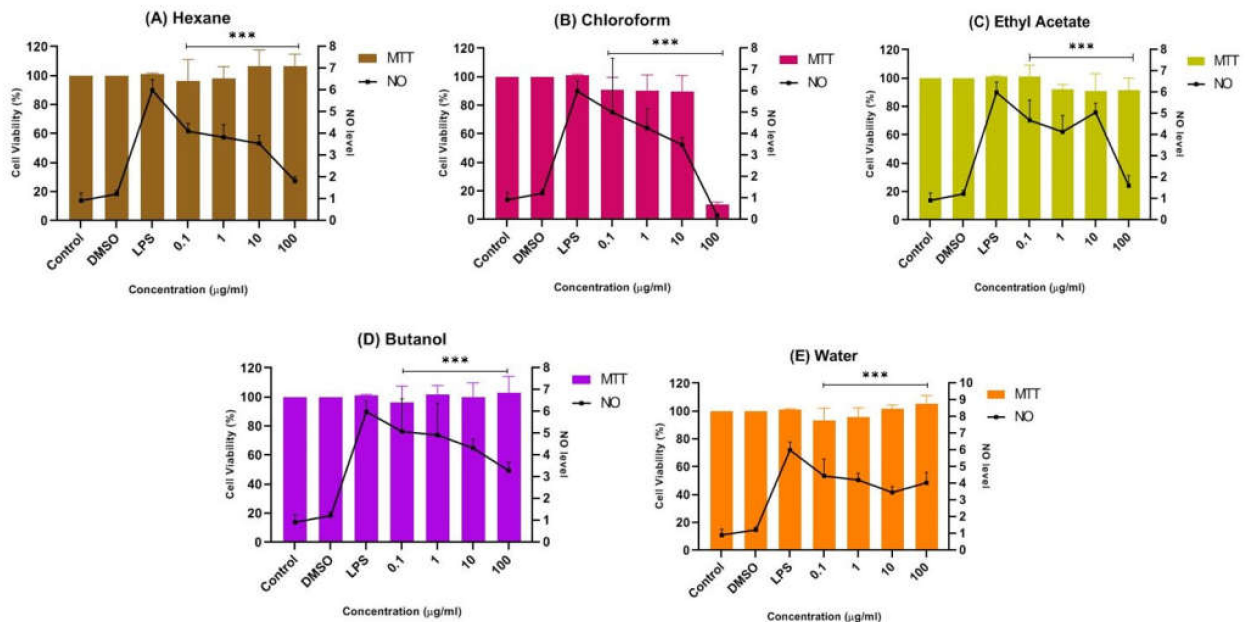 (A) Hexane
***
120
100
80
60
40
20
0
Cell Viability (%)
8
7
6
5
4
3
2
1
0
NO level
MTT
NO
Control
DMSO
LPS
0.1
1
10
100
Concentration (µg/ml)
(B) Chloroform
***
120
100
80
60
40
20
0
Cell Viability (%)
8
7
6
5
4
3
2
1
0
NO level
MTT
NO
Control
DMSO
LPS
0.1
1
10
100
Concentration (µg/ml)
(C) Ethyl Acetate
***
120
100
80
60
40
20
0
Cell Viability (%)
8
7
6
5
4
3
2
1
0
NO level
MTT
NO
Control
DMSO
LPS
0.1
1
10
100
Concentration (µg/ml)
(D) Butanol
***
120
100
80
60
40
20
0
Cell Viability (%)
8
7
6
5
4
3
2
1
0
NO level
MTT
NO
Control
DMSO
LPS
0.1
1
10
100
Concentration (µg/ml)
(E) Water
***
120
100
80
60
40
20
0
Cell Viability (%)
10
9
8
7
6
5
4
3
2
1
0
NO level
MTT
NO
Control
DMSO
LPS
0.1
1
10
100
Concentration (µg/ml)